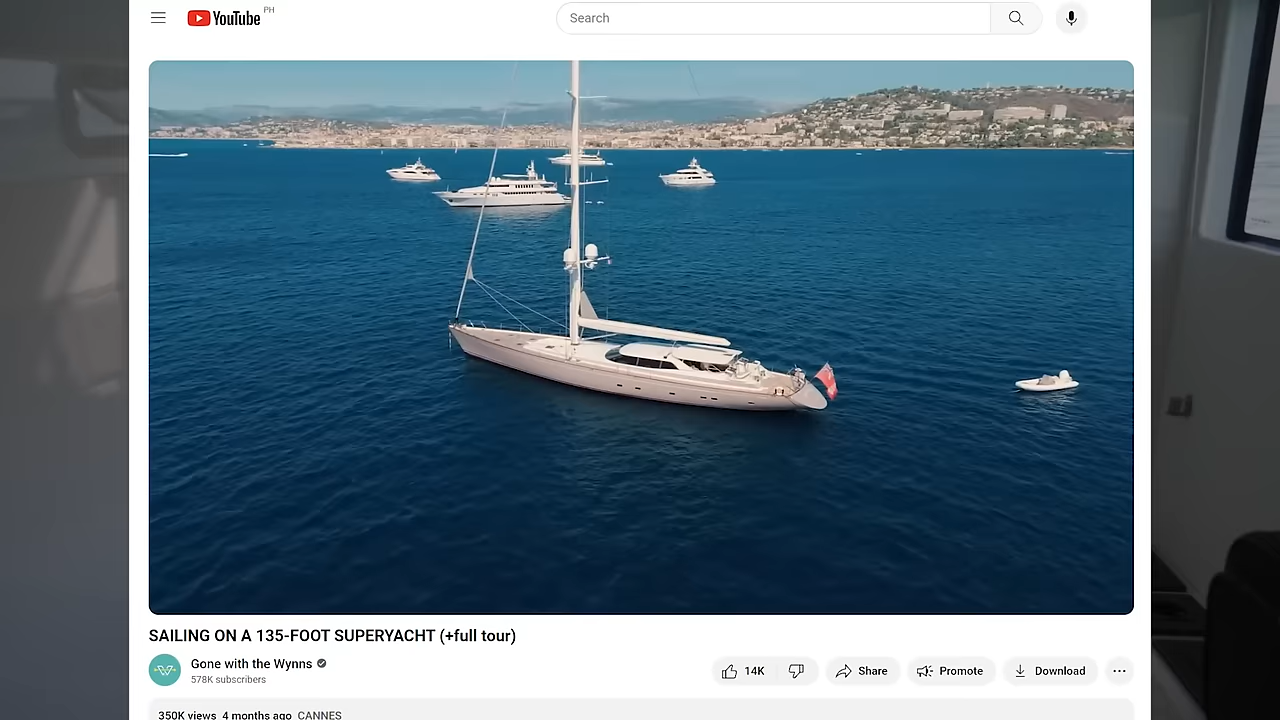 YouTube PH
Search
SAILING ON A 135-FOOT SUPERYACHT (+full tour)
Gone with the Wynns
578K subscribers
14K
Share
Promote
Download
350K views 4 months ago CANNES